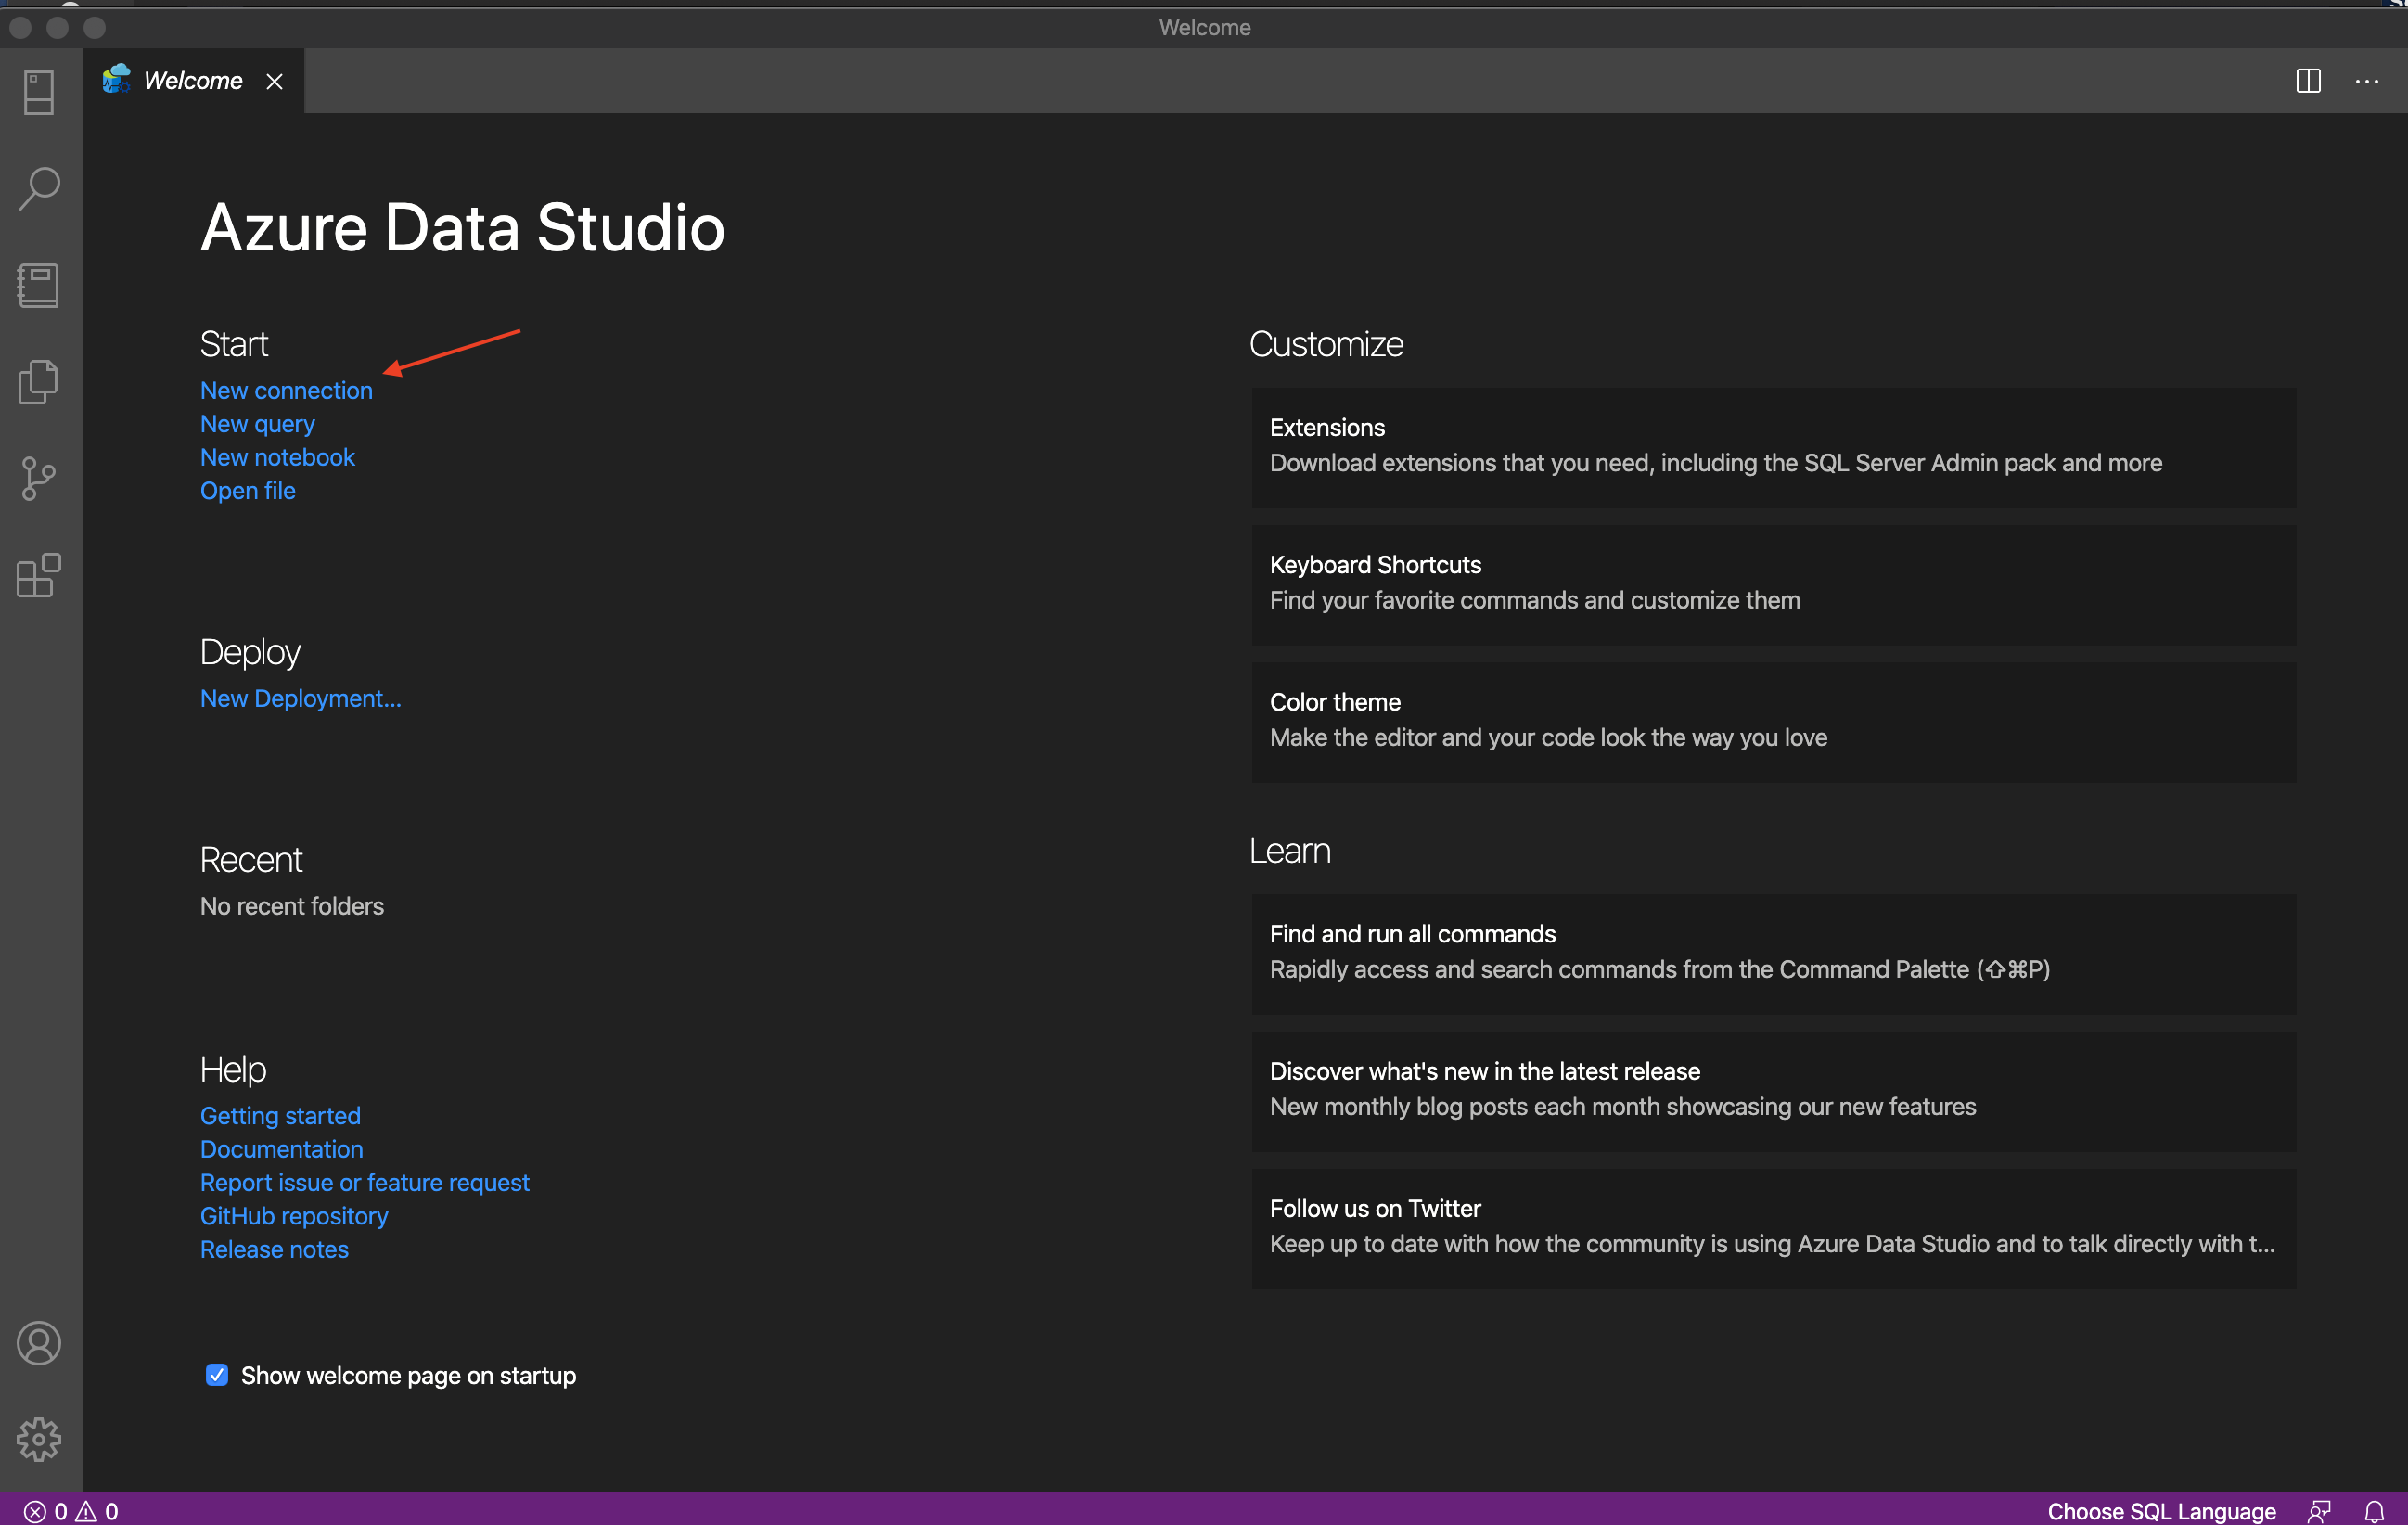 Welcome
Welcome
Azure Data Studio
Start
New connection
New query
New notebook
Open file
Deploy
New Deployment...
Recent
No recent folders
Help
Getting started
Documentation
Report issue or feature request
GitHub repository
Release notes
Show welcome page on startup
Customize
Extensions
Download extensions that you need, including the SQL Server Admin pack and more
Keyboard Shortcuts
Find your favorite commands and customize them
Color theme
Make the editor and your code look the way you love
Learn
Find and run all commands
Rapidly access and search commands from the Command Palette (⇧⌘P)
Discover what's new in the latest release
New monthly blog posts each month showcasing our new features
Follow us on Twitter
Keep up to date with how the community is using Azure Data Studio and to talk directly with t...
0 0
Choose SQL Language